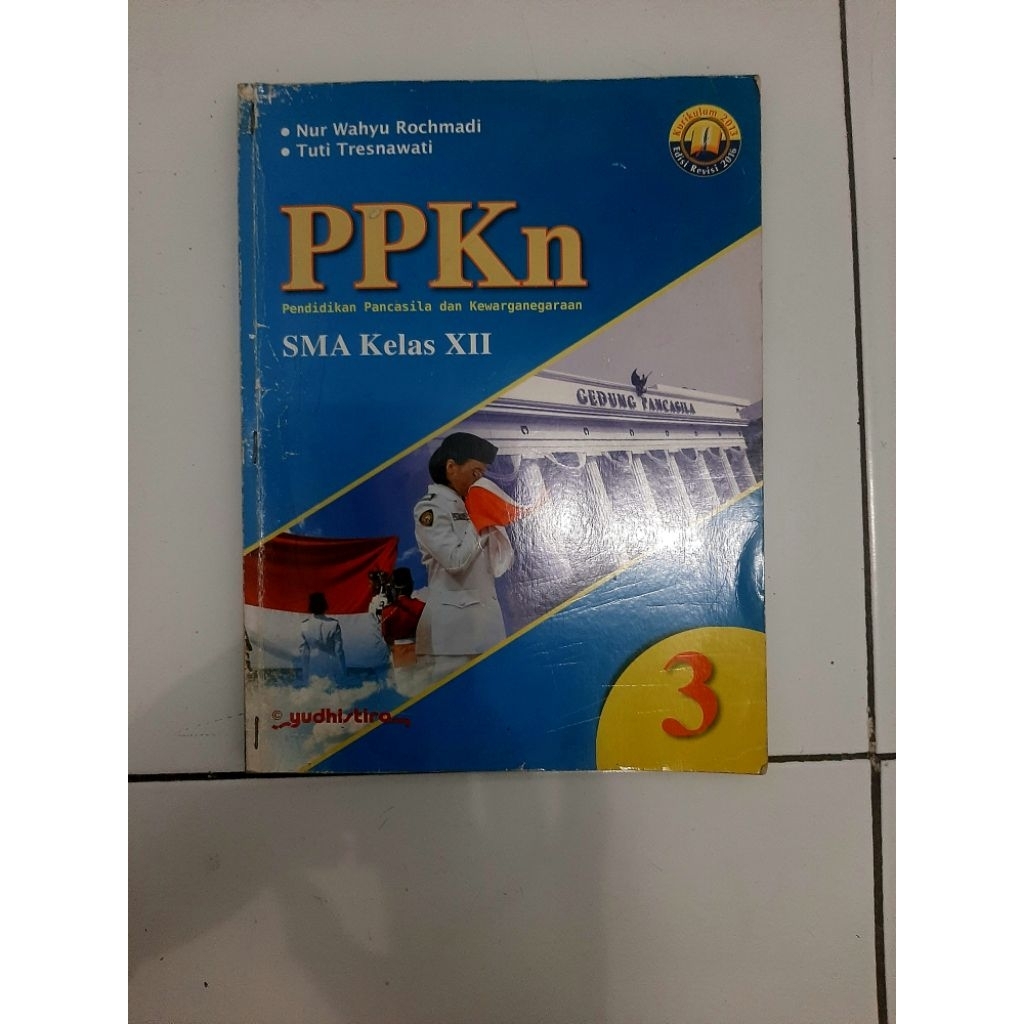 • Nur Wahyu Rochmadi
• Tuti Tresnawati
Kurikulum 2013
Edisi Revisi 2016
PPKn
Pendidikan Pancasila dan Kewarganegaraan
SMA Kelas XII
GEDUNG PANCASILA
3
© yudhistira